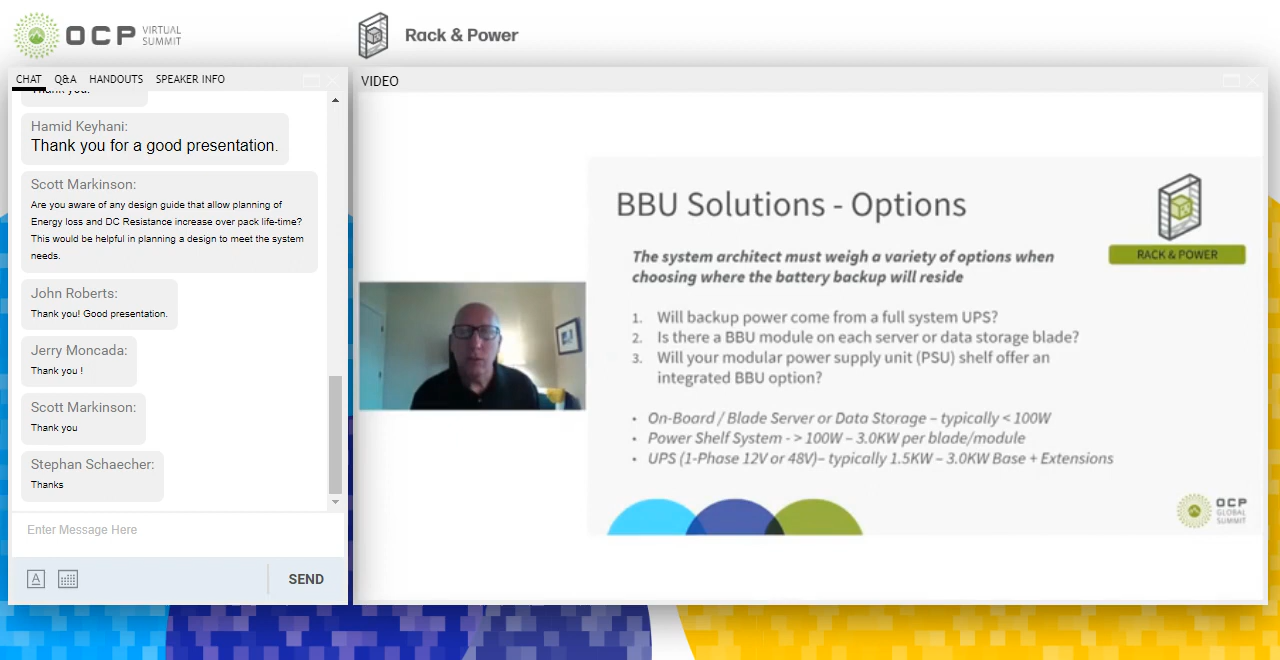 OCP VIRTUAL SUMMIT
Rack & Power
CHAT Q&A HANDOUTS SPEAKER INFO
Thank you.
Hamid Keyhani:
Thank you for a good presentation.
Scott Markinson:
Are you aware of any design guide that allow planning of
Energy loss and DC Resistance increase over pack life-time?
This would be helpful in planning a design to meet the system
needs.
John Roberts:
Thank you! Good presentation.
Jerry Moncada:
Thank you !
Scott Markinson:
Thank you
Stephan Schaecher:
Thanks
Enter Message Here
A
SEND
VIDEO
BBU Solutions - Options
RACK & POWER
The system architect must weigh a variety of options when
choosing where the battery backup will reside
1. Will backup power come from a full system UPS?
2. Is there a BBU module on each server or data storage blade?
3. Will your modular power supply unit (PSU) shelf offer an
integrated BBU option?
• On-Board / Blade Server or Data Storage – typically < 100W
• Power Shelf System - > 100W – 3.0KW per blade/module
• UPS (1-Phase 12V or 48V)– typically 1.5KW – 3.0KW Base + Extensions
OCP
GLOBAL
SUMMIT